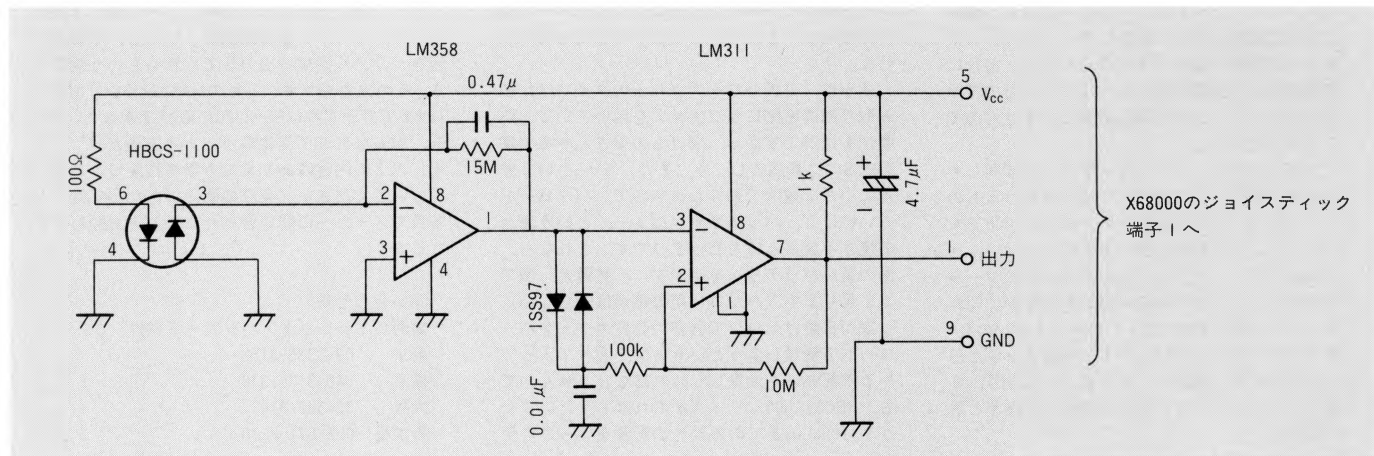 LM358
LM311
0.47μ
5
Vcc
HBCS-1100
100Ω
15M
1k
4.7μF
6
3
2
8
1
3
8
7
1
出力
X68000のジョイスティック
端子1へ
4
3
4
2
1
1SS97
9
GND
100k
10M
0.01μF